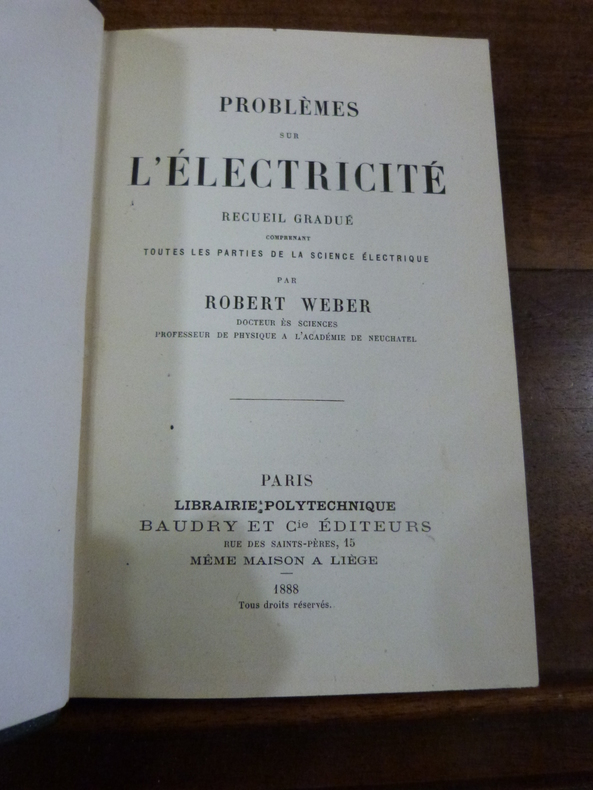 PROBLÈMES
SUR
L'ÉLECTRICITÉ
RECUEIL GRADUÉ
COMPRENANT
TOUTES LES PARTIES DE LA SCIENCE ÉLECTRIQUE
PAR
ROBERT WEBER
DOCTEUR ÈS SCIENCES
PROFESSEUR DE PHYSIQUE A L'ACADÉMIE DE NEUCHATEL
PARIS
LIBRAIRIE POLYTECHNIQUE
BAUDRY ET Cie ÉDITEURS
RUE DES SAINTS-PÈRES, 15
MÊME MAISON A LIÈGE
1888
Tous droits réservés.